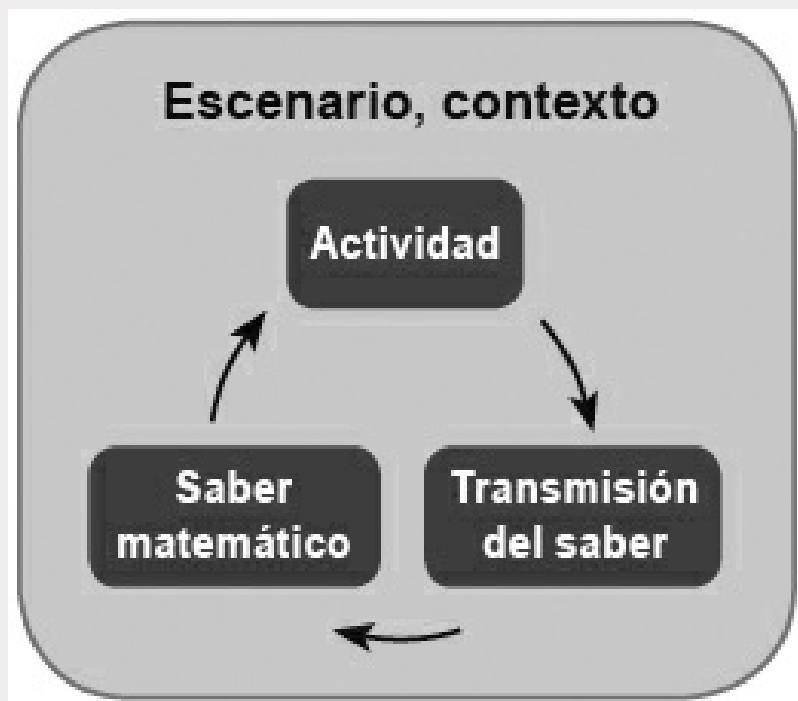 Escenario, contexto
Actividad
Saber
matemático
Transmisión
del saber